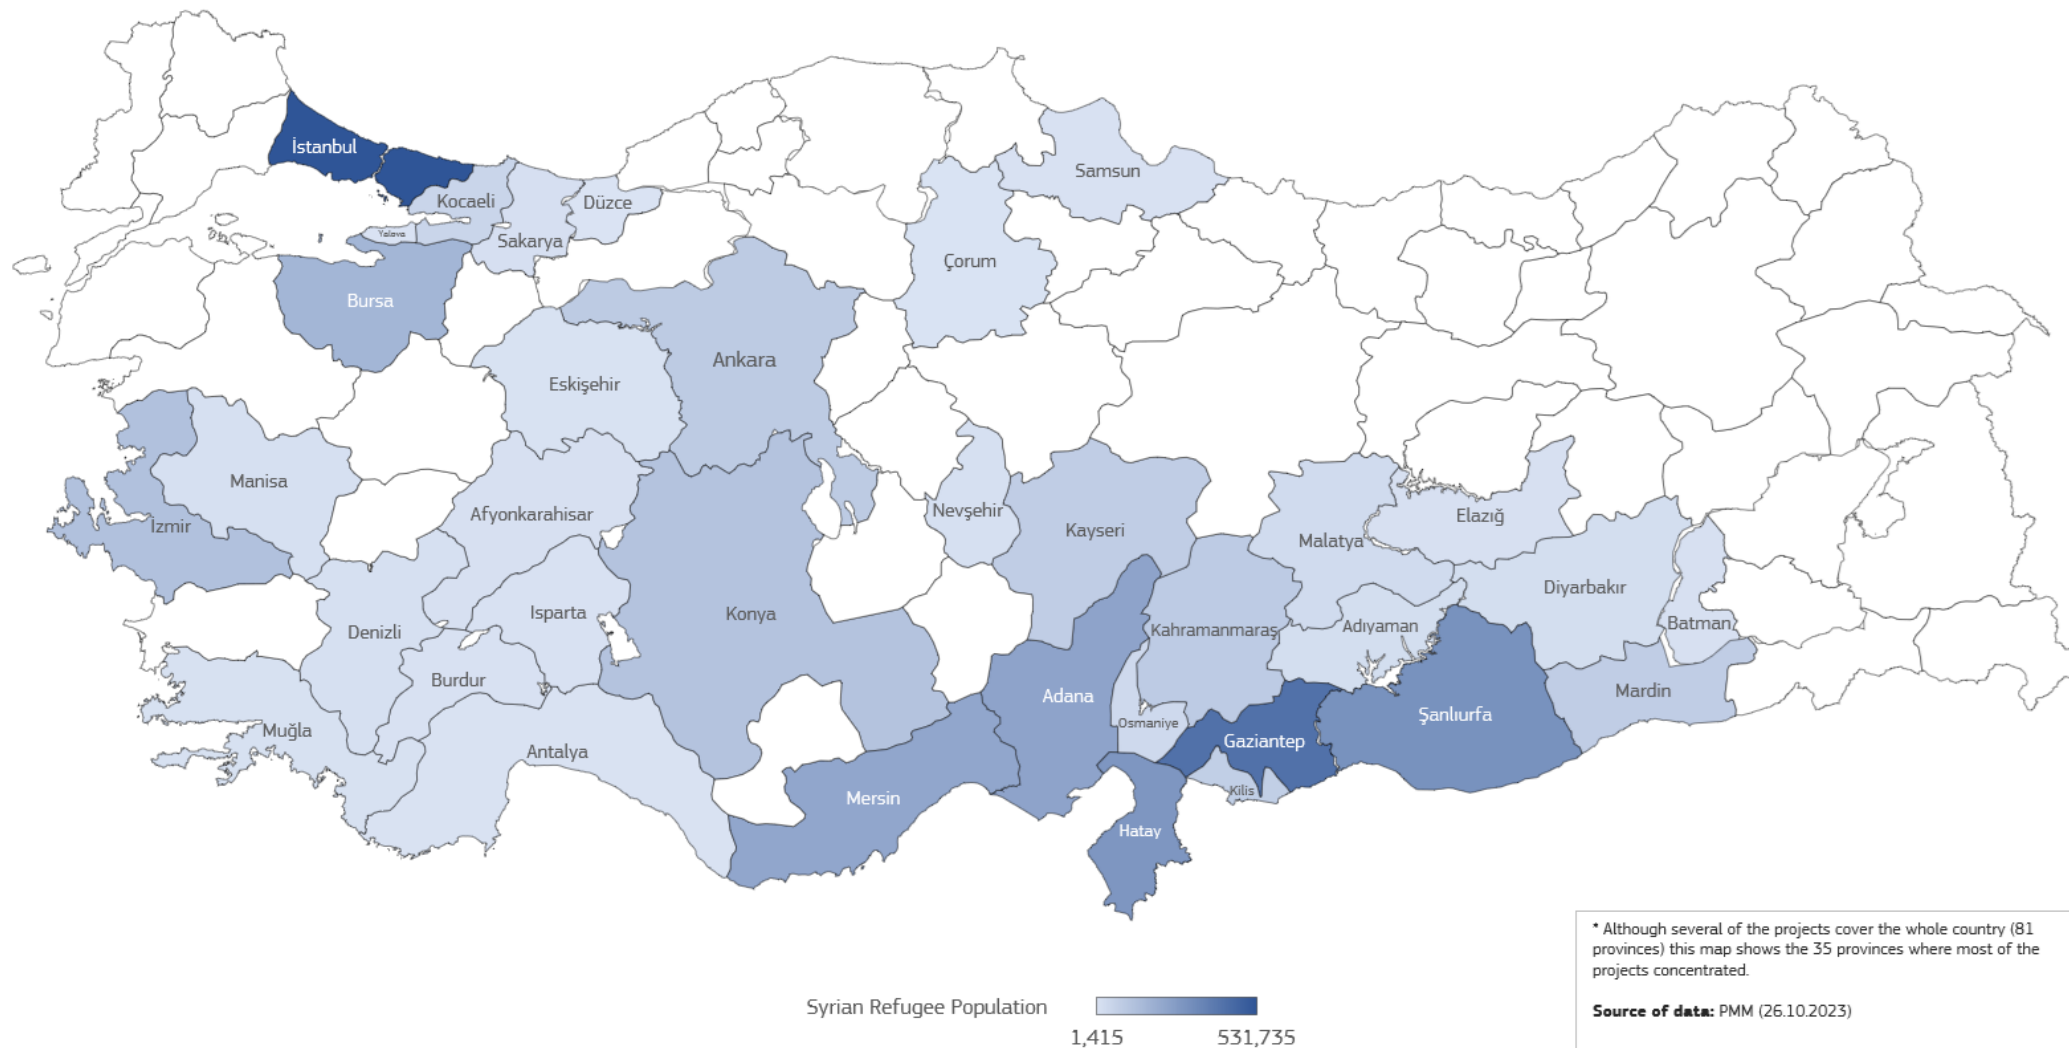 İstanbul
Kocaeli
Düzce
Yalova
Sakarya
Samsun
Çorum
Bursa
Ankara
Eskişehir
Manisa
İzmir
Afyonkarahisar
Nevşehir
Kayseri
Malatya
Elazığ
Diyarbakır
Batman
Isparta
Konya
Denizli
Kahramanmaraş
Adıyaman
Burdur
Adana
Mardin
Osmaniye
Şanlıurfa
Muğla
Antalya
Gaziantep
Mersin
Kilis
Hatay
* Although several of the projects cover the whole country (81
provinces) this map shows the 35 provinces where most of the
projects concentrated.
Source of data: PMM (26.10.2023)
Syrian Refugee Population
1,415
531,735